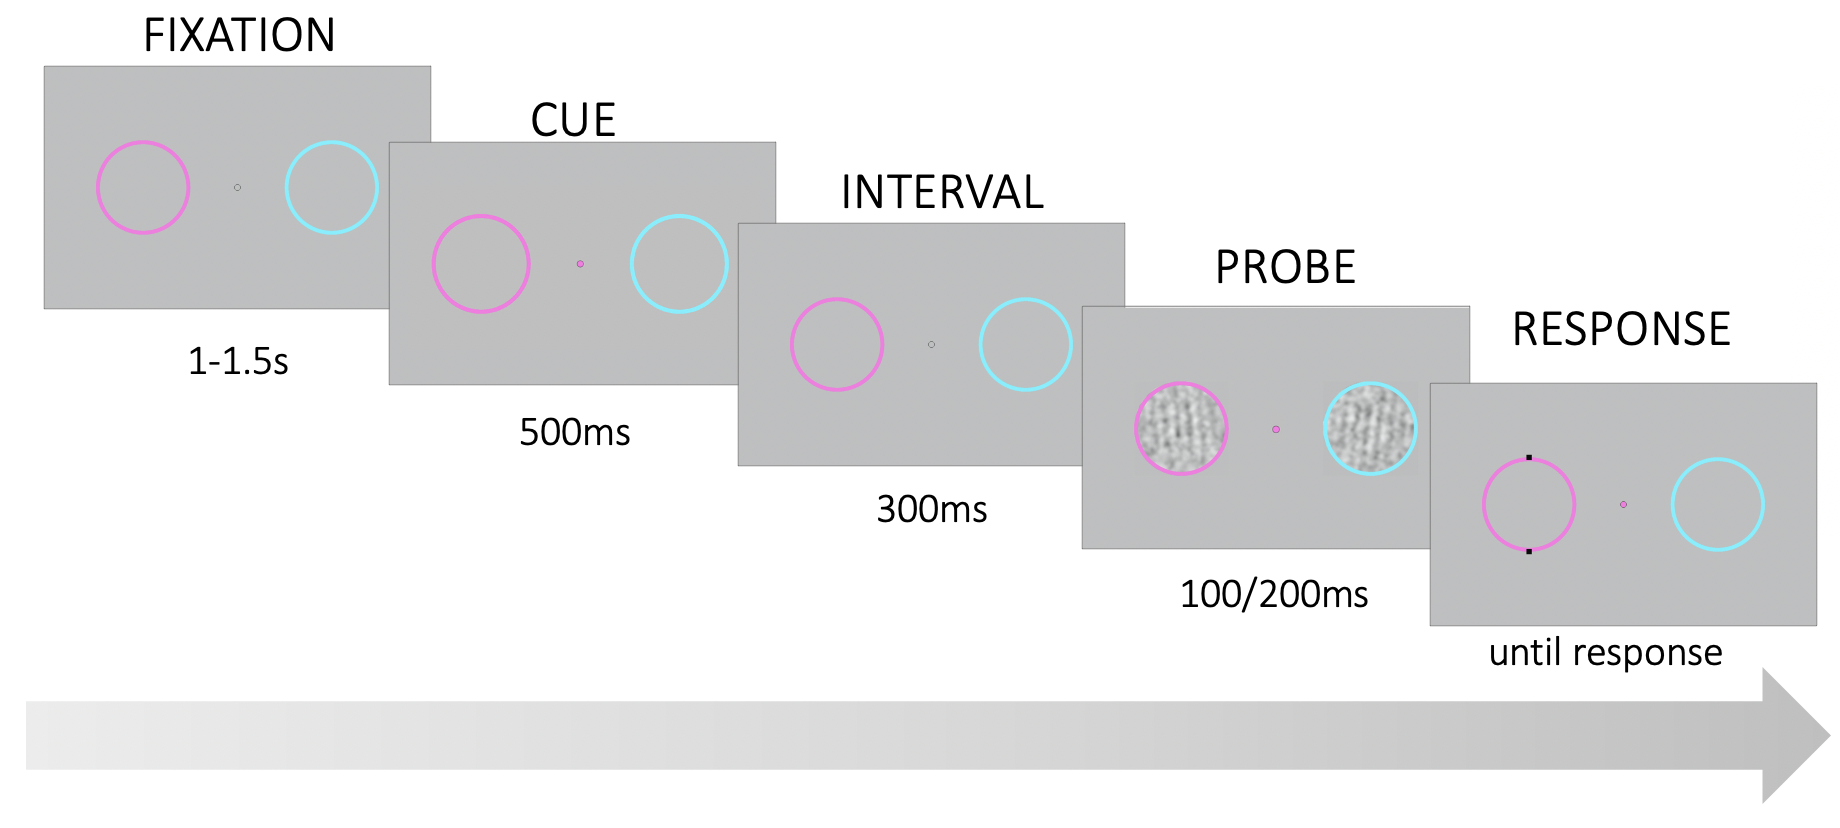 FIXATION
1-1.5s
CUE
500ms
INTERVAL
300ms
PROBE
100/200ms
RESPONSE
until response